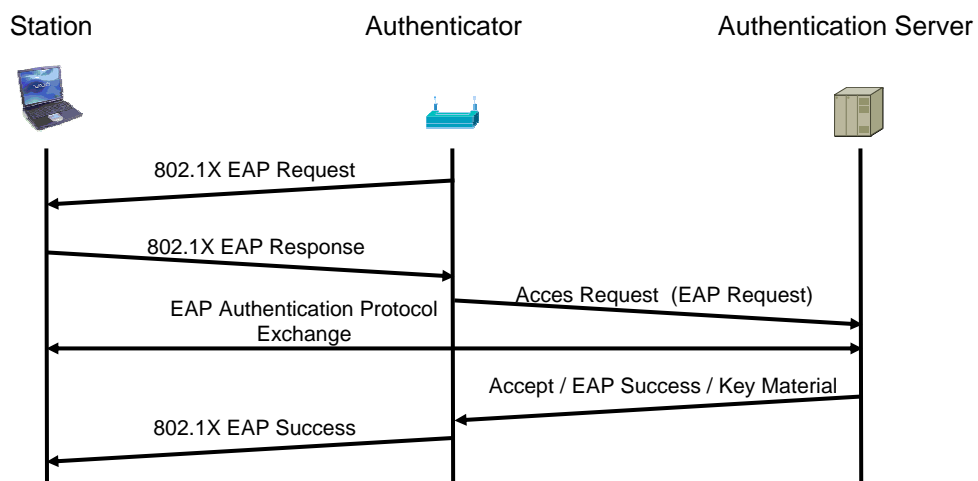 Station
Authenticator
Authentication Server
802.1X EAP Request
802.1X EAP Response
Acces Request (EAP Request)
EAP Authentication Protocol
Exchange
Accept / EAP Success / Key Material
802.1X EAP Success